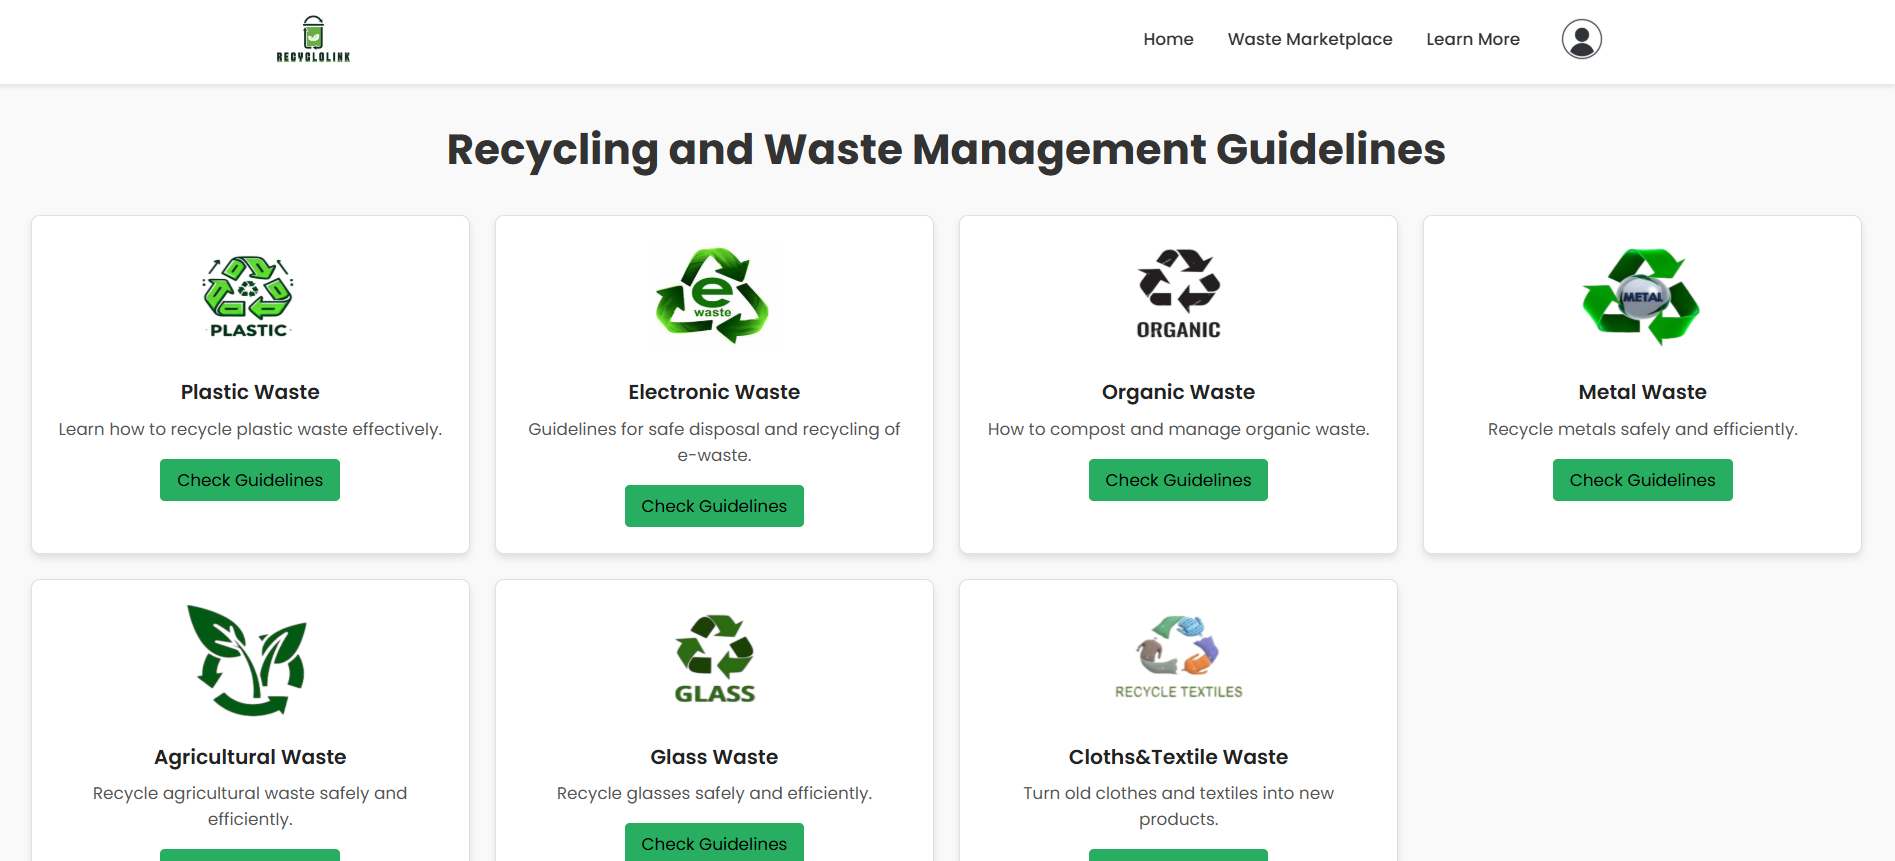 RECYCLOLINK
Home
Waste Marketplace
Learn More
Recycling and Waste Management Guidelines
PLASTIC
Plastic Waste
Learn how to recycle plastic waste effectively.
Check Guidelines
e
waste
Electronic Waste
Guidelines for safe disposal and recycling of
e-waste.
Check Guidelines
ORGANIC
Organic Waste
How to compost and manage organic waste.
Check Guidelines
METAL
Metal Waste
Recycle metals safely and efficiently.
Check Guidelines
Agricultural Waste
Recycle agricultural waste safely and
efficiently.
GLASS
Glass Waste
Recycle glasses safely and efficiently.
Check Guidelines
RECYCLE TEXTILES
Cloths&Textile Waste
Turn old clothes and textiles into new
products.